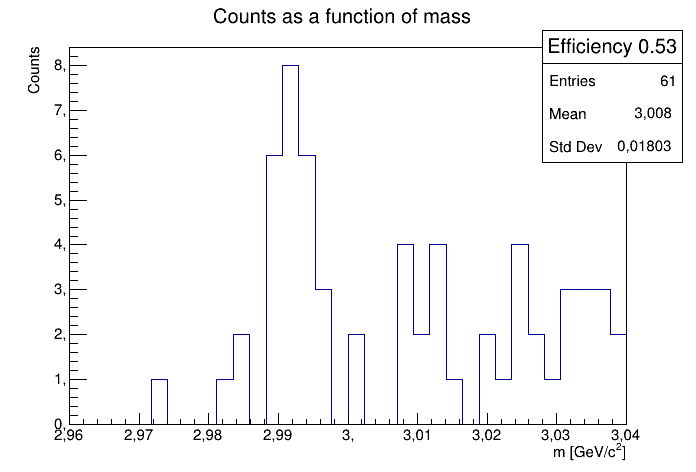 Counts as a function of mass
Efficiency 0.53
Entries 61
Mean 3,008
Std Dev 0,01803
Counts
8,
7,
6,
5,
4,
3,
2,
1,
0,
2,96 2,97 2,98 2,99 3, 3,01 3,02 3,03 3,04
m [GeV/c²]